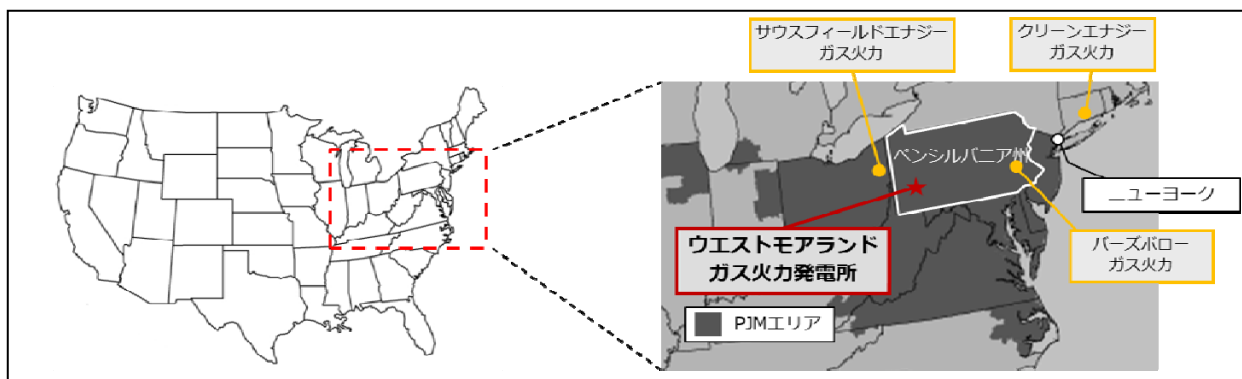 サウスフィールドエナジー
ガス火力
クリーンエナジー
ガス火力
ペンシルバニア州
ニューヨーク
ウエストモアランド
ガス火力発電所
バーズボロー
ガス火力
PJMエリア